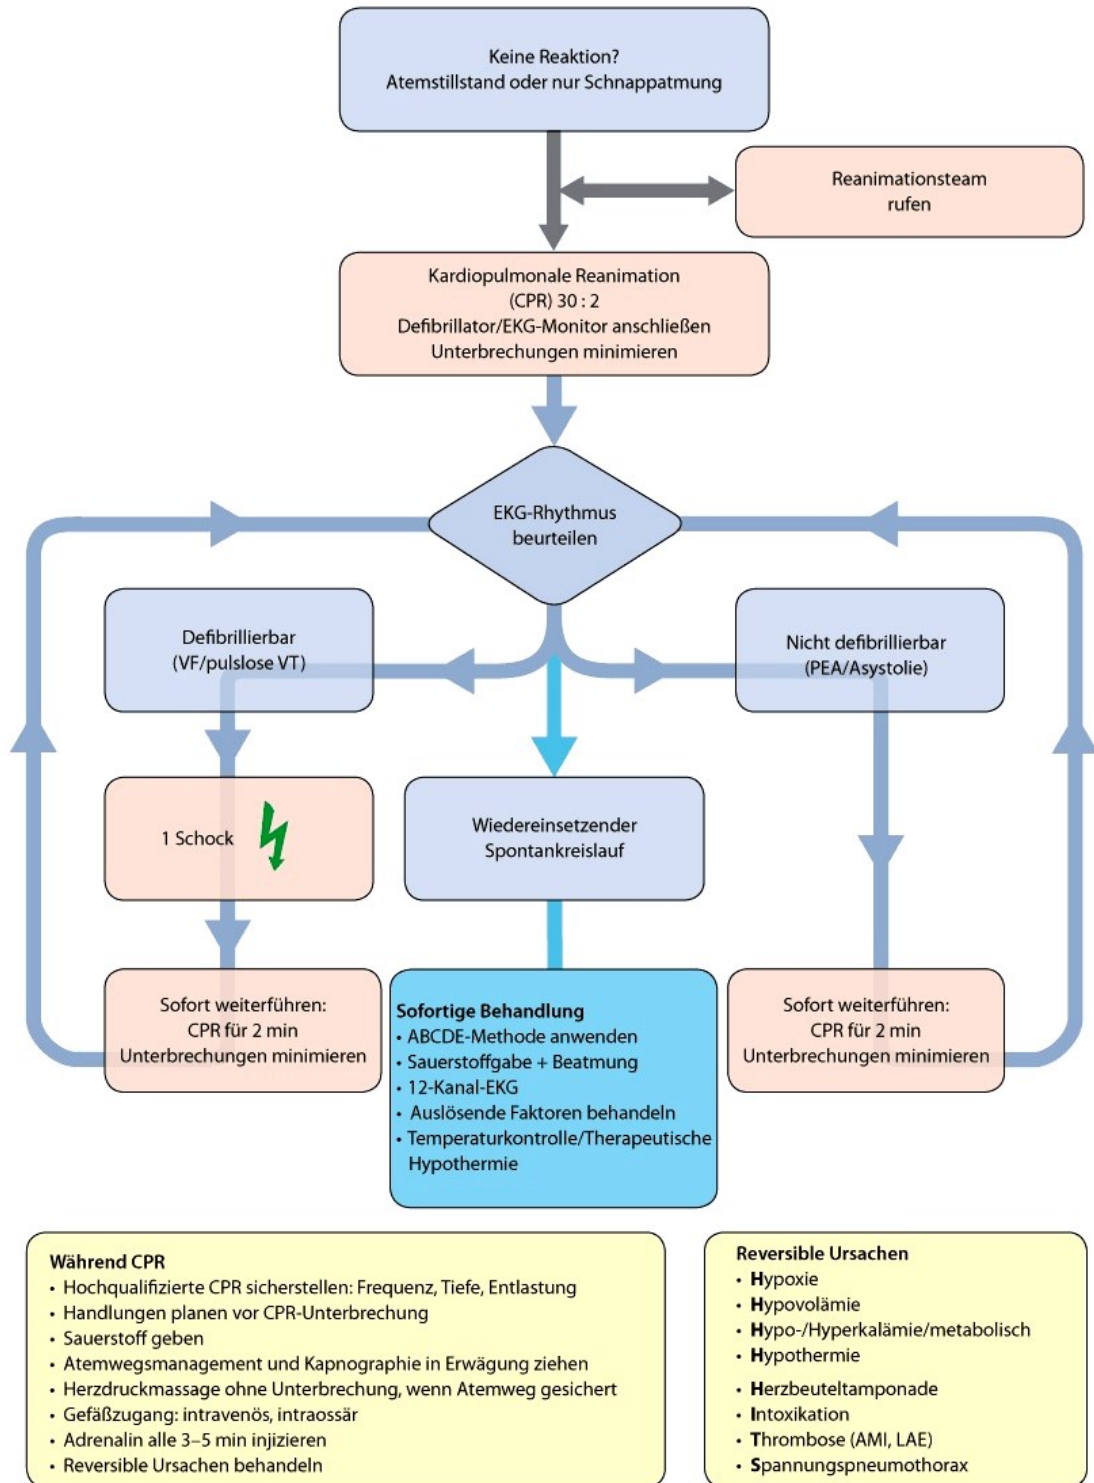 Keine Reaktion?
Atemstillstand oder nur Schnappatmung
Reanimationsteam
rufen
Kardiopulmonale Reanimation
(CPR) 30 : 2
Defibrillator/EKG-Monitor anschließen
Unterbrechungen minimieren
EKG-Rhythmus
beurteilen
Defibrillierbar
(VF/pulslose VT)
Nicht defibrillierbar
(PEA/Asystolie)
1 Schock
Wiedereinsetzender
Spontankreislauf
Sofort weiterführen:
CPR für 2 min
Unterbrechungen minimieren
Sofortige Behandlung
• ABCDE-Methode anwenden
• Sauerstoffgabe + Beatmung
• 12-Kanal-EKG
• Auslösende Faktoren behandeln
• Temperaturkontrolle/Therapeutische
Hypothermie
Sofort weiterführen:
CPR für 2 min
Unterbrechungen minimieren
Während CPR
• Hochqualifizierte CPR sicherstellen: Frequenz, Tiefe, Entlastung
• Handlungen planen vor CPR-Unterbrechung
• Sauerstoff geben
• Atemwegsmanagement und Kapnographie in Erwägung ziehen
• Herzdruckmassage ohne Unterbrechung, wenn Atemweg gesichert
• Gefäßzugang: intravenös, intraossär
• Adrenalin alle 3–5 min injizieren
• Reversible Ursachen behandeln
Reversible Ursachen
• Hypoxie
• Hypovolämie
• Hypo-/Hyperkalämie/metabolisch
• Hypothermie
• Herzbeuteltamponade
• Intoxikation
• Thrombose (AMI, LAE)
• Spannungspneumothorax